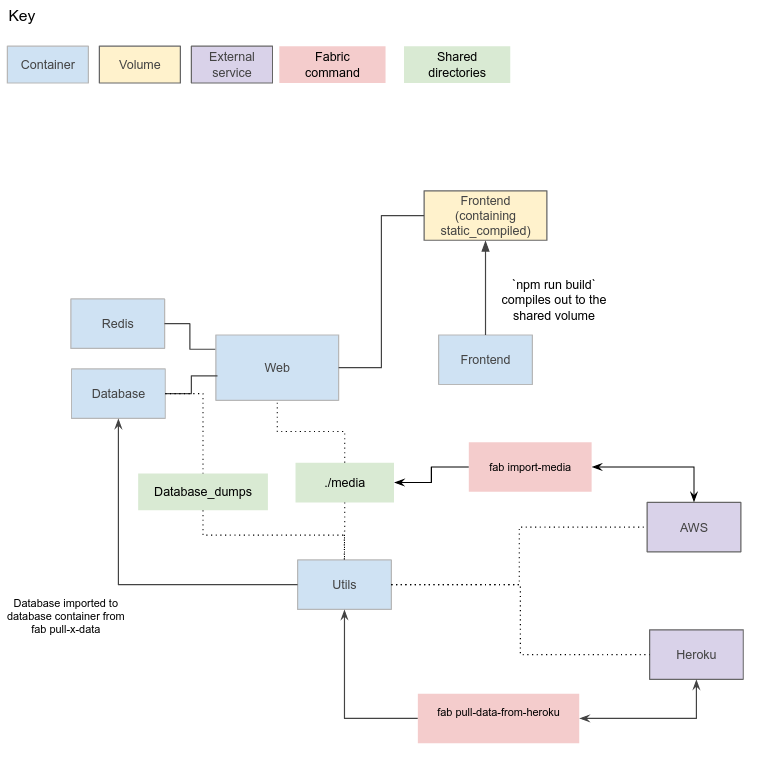 Key
Container
Volume
External
service
Fabric
command
Shared
directories
Frontend
(containing
static_compiled)
`npm run build`
compiles out to the
shared volume
Redis
Web
Frontend
Database
fab import-media
Database_dumps
./media
AWS
Utils
Database imported to
database container from
fab pull-x-data
Heroku
fab pull-data-from-heroku